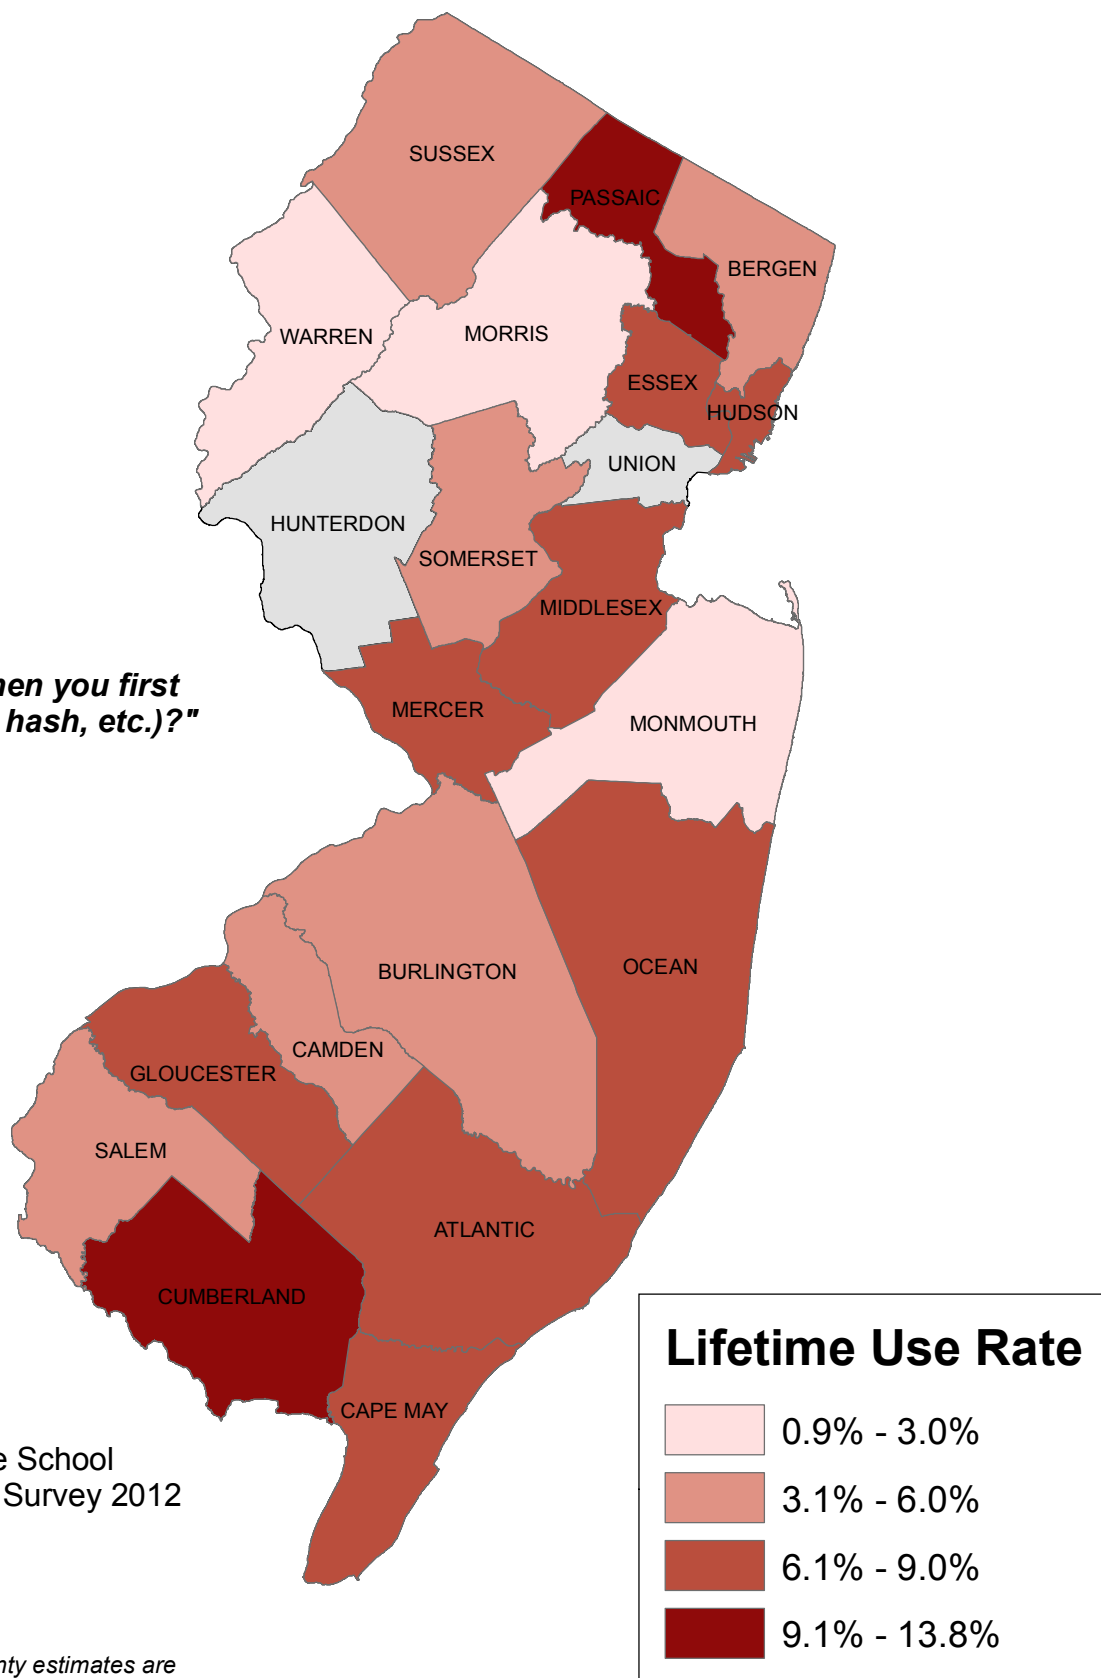 SUSSEX
PASSAIC
BERGEN
WARREN
MORRIS
ESSEX
HUDSON
UNION
HUNTERDON
SOMERSET
MIDDLESEX
hen you first
hash, etc.)?"
MERCER
MONMOUTH
BURLINGTON
OCEAN
CAMDEN
GLOUCESTER
SALEM
ATLANTIC
CUMBERLAND
CAPE MAY
Lifetime Use Rate
0.9% - 3.0%
3.1% - 6.0%
6.1% - 9.0%
9.1% - 13.8%
e School
Survey 2012
nty estimates are